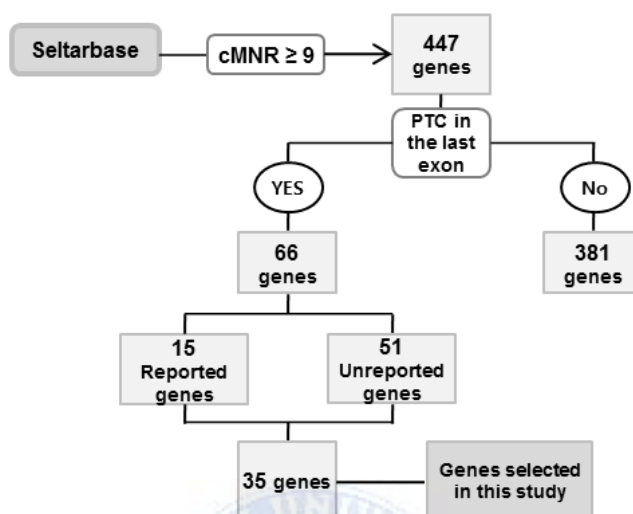 Seltarbase
cMNR ≥ 9
447
genes
PTC in
the last
exon
YES
No
66
genes
381
genes
15
Reported
genes
51
Unreported
genes
35 genes
Genes selected
in this study